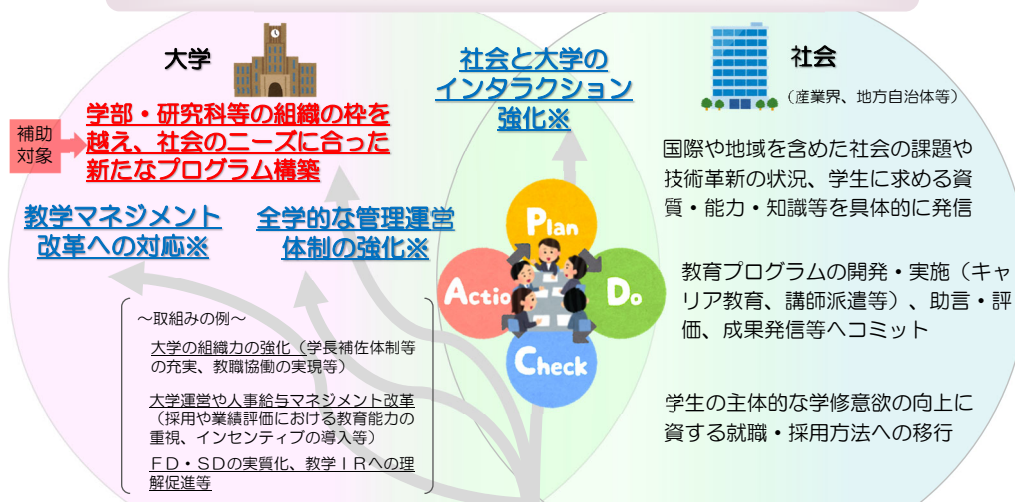 大学
補助
対象
学部・研究科等の組織の枠を
越え、社会のニーズに合った
新たなプログラム構築
教学マネジメント
改革への対応※
全学的な管理運営
体制の強化※
～取組みの例～
大学の組織力の強化（学長補佐体制等
の充実、教職協働の実現等）
大学運営や人事給与マネジメント改革
（採用や業績評価における教育能力の
重視、インセンティブの導入等）
ＦＤ・ＳＤの実質化、教学ＩＲへの理
解促進等
社会と大学の
インタラクション
強化※
Plan
Actio
Do
Check
社会
（産業界、地方自治体等）
国際や地域を含めた社会の課題や
技術革新の状況、学生に求める資
質・能力・知識等を具体的に発信
教育プログラムの開発・実施（キャ
リア教育、講師派遣等）、助言・評
価、成果発信等へコミット
学生の主体的な学修意欲の向上に
資する就職・採用方法への移行